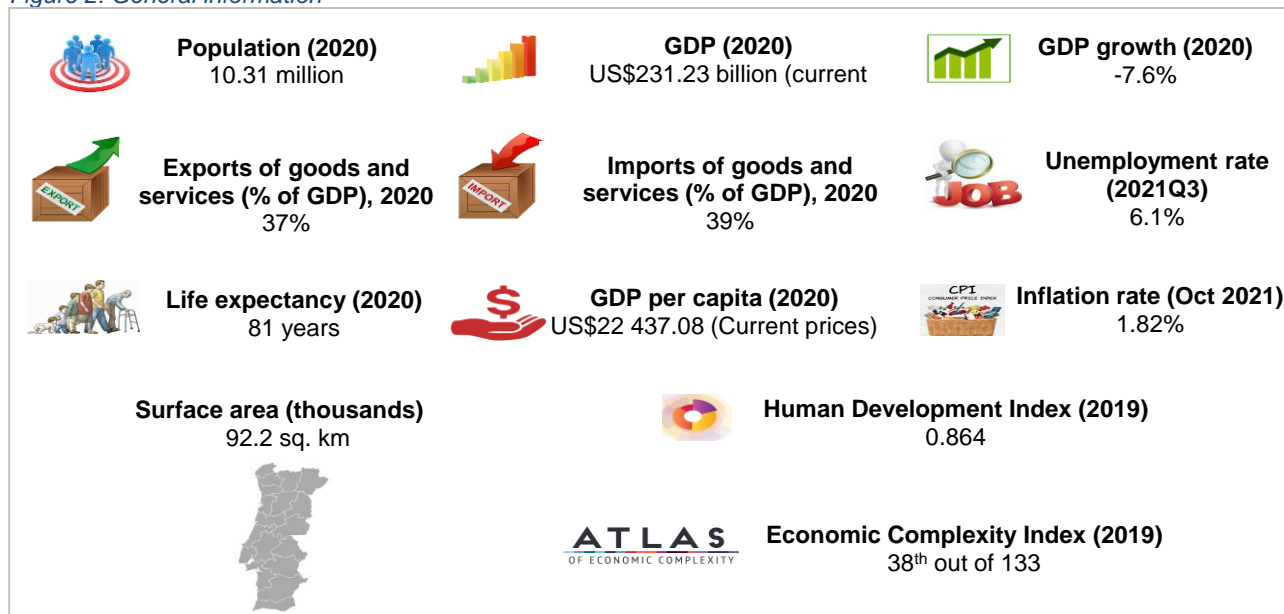 Figure 2: General information
Population (2020)
10.31 million
GDP (2020)
US$231.23 billion (current
GDP growth (2020)
-7.6%
EXPORT
Exports of goods and
services (% of GDP), 2020
37%
IMPORT
Imports of goods and
services (% of GDP), 2020
39%
JOB
Unemployment rate
(2021Q3)
6.1%
Life expectancy (2020)
81 years
$
GDP per capita (2020)
US$22 437.08 (Current prices)
CPI
CONSUMER PRICE INDEX
Inflation rate (Oct 2021)
1.82%
Surface area (thousands)
92.2 sq. km
Human Development Index (2019)
0.864
ATLAS
OF ECONOMIC COMPLEXITY
Economic Complexity Index (2019)
38th out of 133